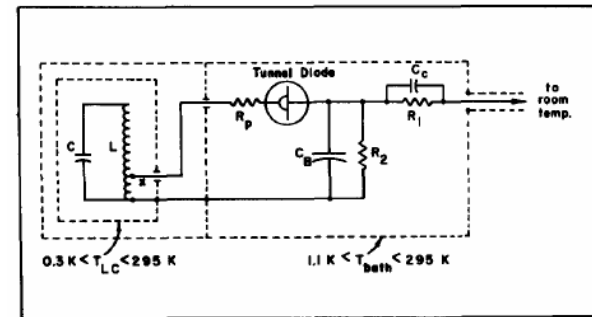 Tunnel Diode
C_c
to
room
temp.
R_p
R_1
C
L
x
C_B
R_2
0.3 K < T_LC < 295 K
1.1 K < T_bath < 295 K